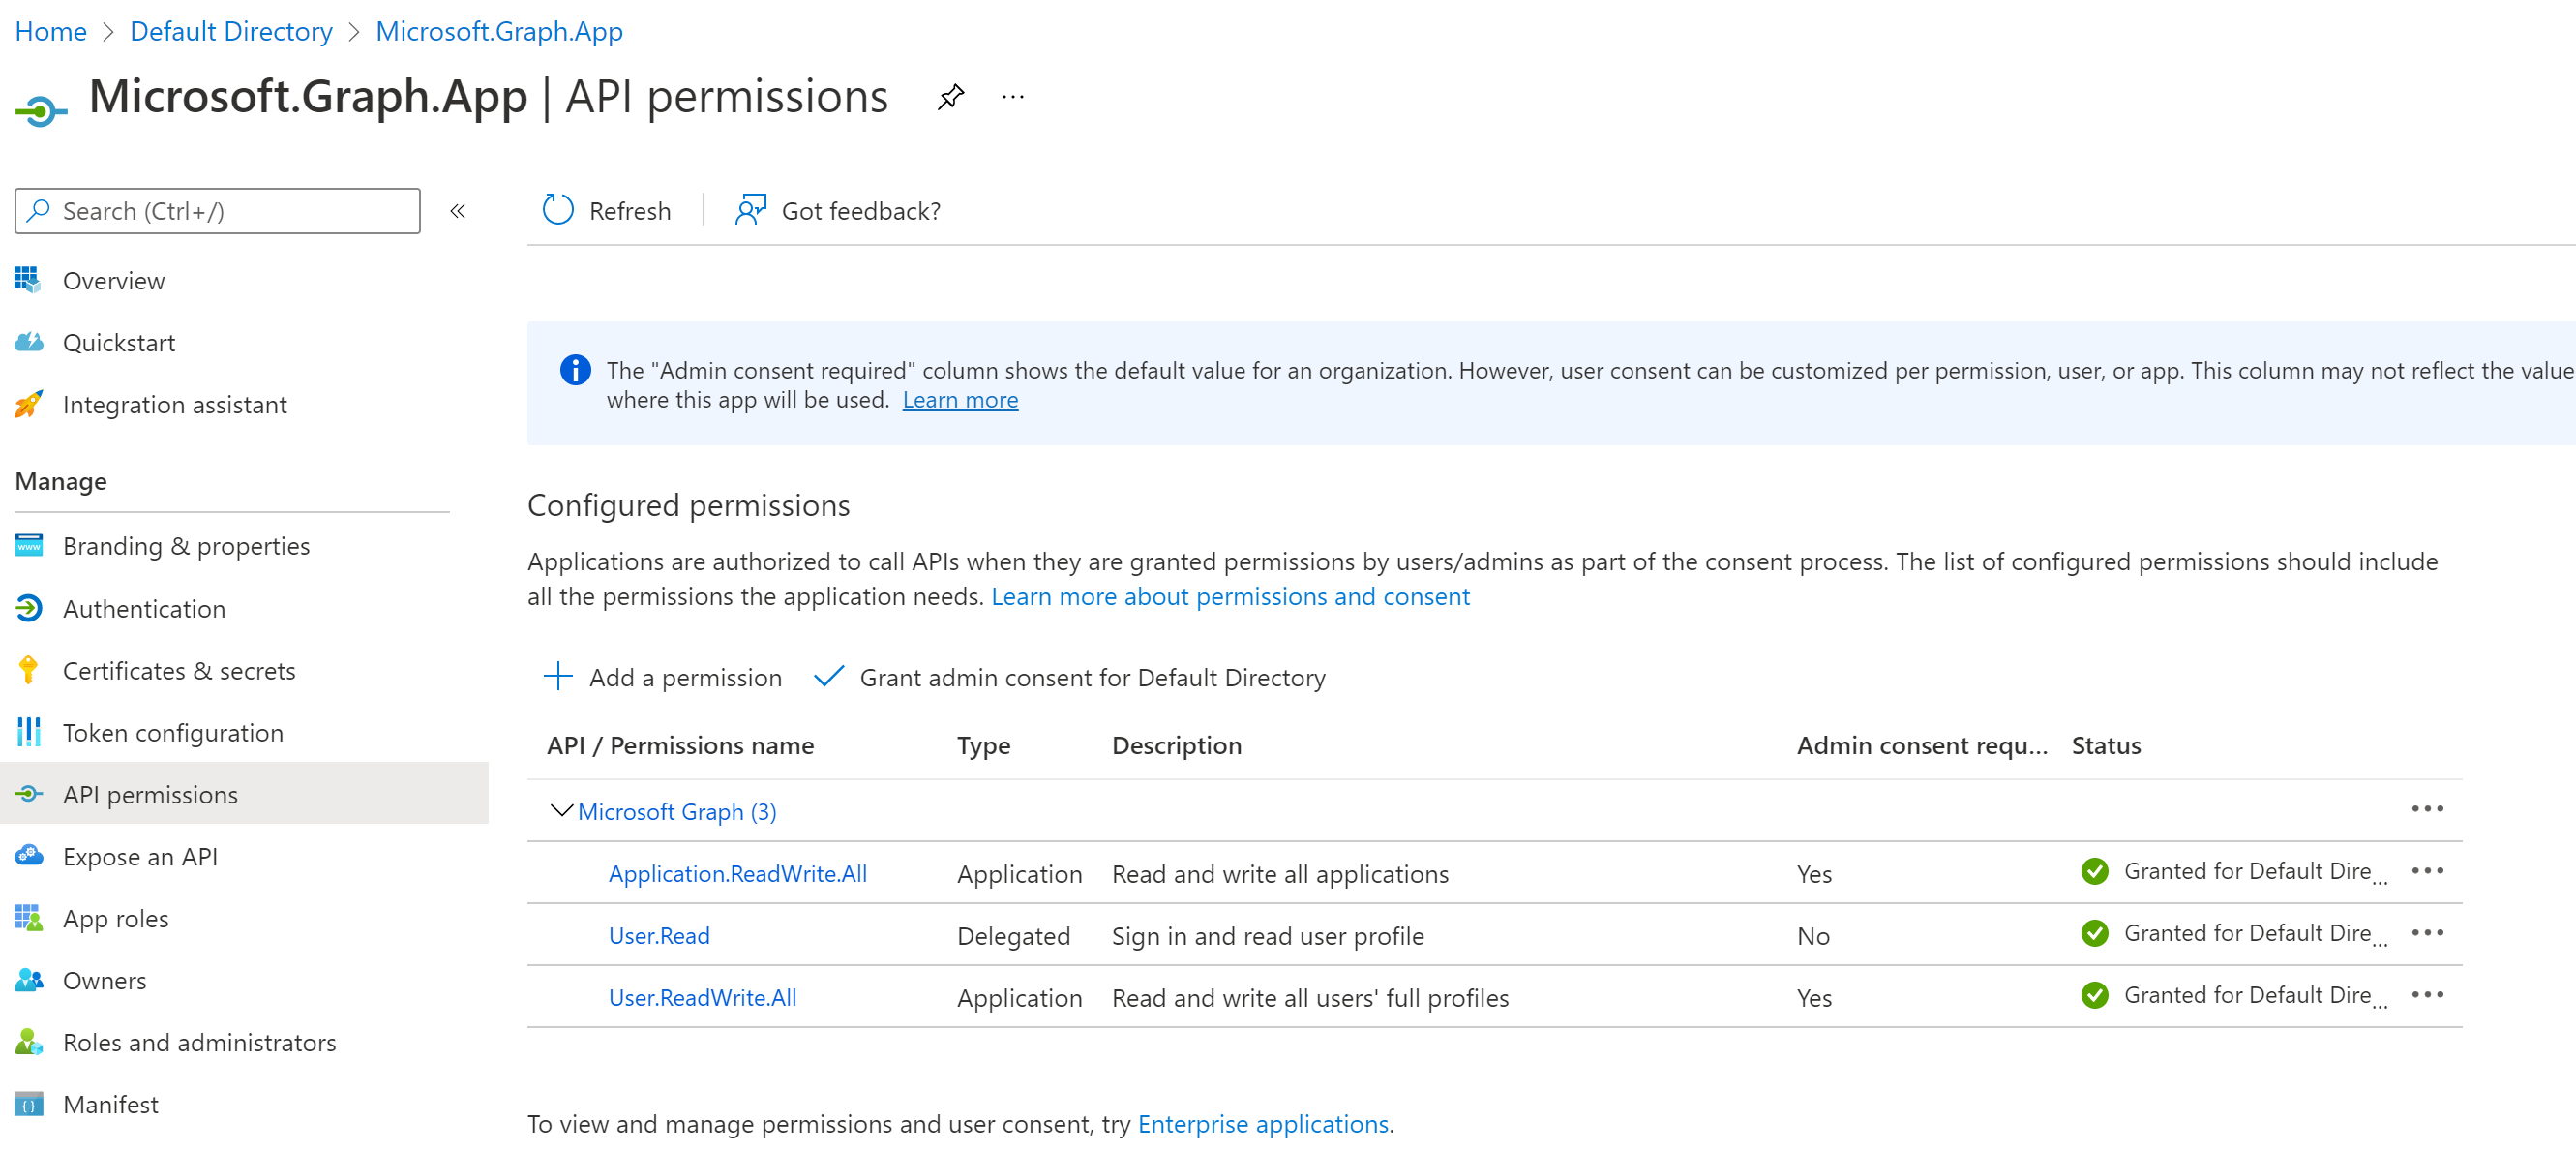 Home > Default Directory > Microsoft.Graph.App
Microsoft.Graph.App | API permissions ...
Search (Ctrl+/) «
Overview
Quickstart
Integration assistant
Manage
Branding & properties
Authentication
Certificates & secrets
Token configuration
API permissions
Expose an API
App roles
Owners
Roles and administrators
Manifest
Refresh | Got feedback?
The "Admin consent required" column shows the default value for an organization. However, user consent can be customized per permission, user, or app. This column may not reflect the value
where this app will be used. Learn more
Configured permissions
Applications are authorized to call APIs when they are granted permissions by users/admins as part of the consent process. The list of configured permissions should include
all the permissions the application needs. Learn more about permissions and consent
Add a permission Grant admin consent for Default Directory
API / Permissions name Type Description Admin consent requ... Status
Microsoft Graph (3) ...
Application.ReadWrite.All Application Read and write all applications Yes Granted for Default Dire... ...
User.Read Delegated Sign in and read user profile No Granted for Default Dire... ...
User.ReadWrite.All Application Read and write all users' full profiles Yes Granted for Default Dire... ...
To view and manage permissions and user consent, try Enterprise applications.